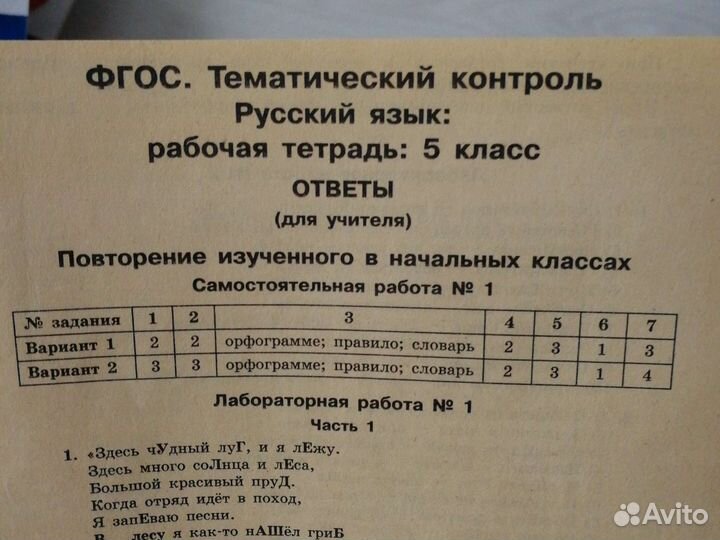 ФГОС. Тематический контроль
Русский язык:
рабочая тетрадь: 5 класс
ОТВЕТЫ
(для учителя)
Повторение изученного в начальных классах
Самостоятельная работа № 1
№ задания 1 2 3 4 5 6 7
Вариант 1 2 2 орфограмме; правило; словарь 2 3 1 3
Вариант 2 3 3 орфограмме; правило; словарь 2 3 1 4
Лабораторная работа № 1
Часть 1
1. «Здесь чУдный луГ, и я лЕжу.
Здесь много соЛнца и лЕса,
Большой красивый пруД.
Когда отряд идёт в поход,
Я запЕваю песни.
В лесу я как-то нАШёл гриБ
Avito